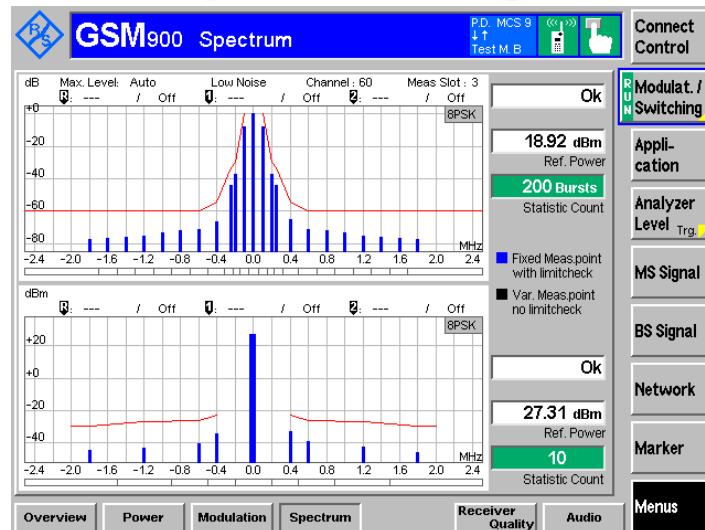 R S
GSM900 Spectrum
P.D. MCS 9
Test M. B
Connect Control
dB Max. Level: Auto Low Noise Channel : 60 Meas Slot : 3
R: --- / Off 1: --- / Off 2: --- / Off
8PSK
+0
-20
-40
-60
-80
MHz
-2.4 -2.0 -1.6 -1.2 -0.8 -0.4 0.0 0.4 0.8 1.2 1.6 2.0 2.4
Ok
18.92 dBm
Ref. Power
200 Bursts
Statistic Count
Fixed Meas.point
with limitcheck
Var. Meas.point
no limitcheck
dBm
R: --- / Off 1: --- / Off 2: --- / Off
8PSK
+20
+0
-20
-40
MHz
-2.4 -2.0 -1.6 -1.2 -0.8 -0.4 0.0 0.4 0.8 1.2 1.6 2.0 2.4
Ok
27.31 dBm
Ref. Power
10
Statistic Count
RUN
Modulat. /
Switching
Appli-
cation
Analyzer
Level Trg.
MS Signal
BS Signal
Network
Marker
Menus
Overview Power Modulation Spectrum Receiver Quality Audio